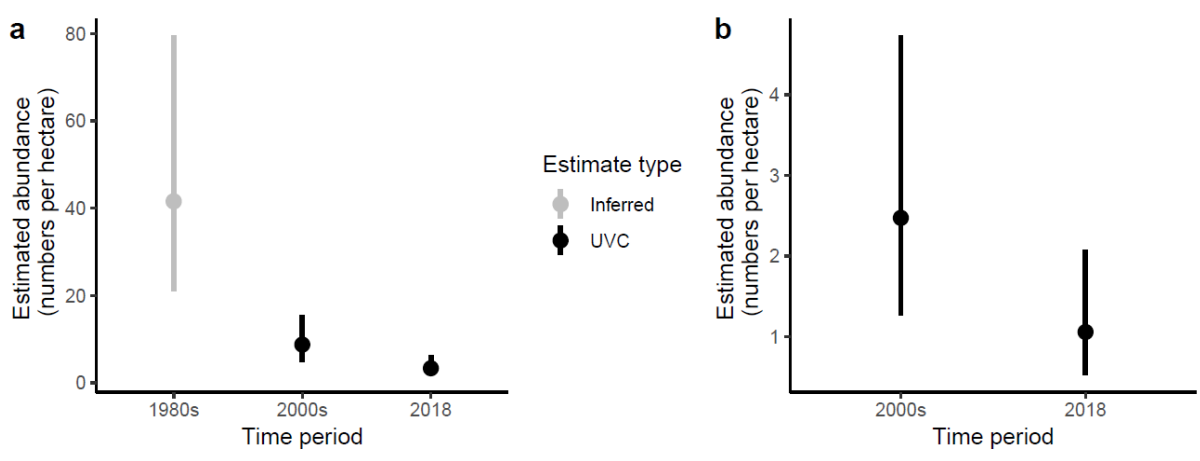 a
Estimated abundance
(numbers per hectare)
80
60
40
20
0
1980s
2000s
2018
Time period
Estimate type
Inferred
UVC
b
Estimated abundance
(numbers per hectare)
4
3
2
1
2000s
2018
Time period